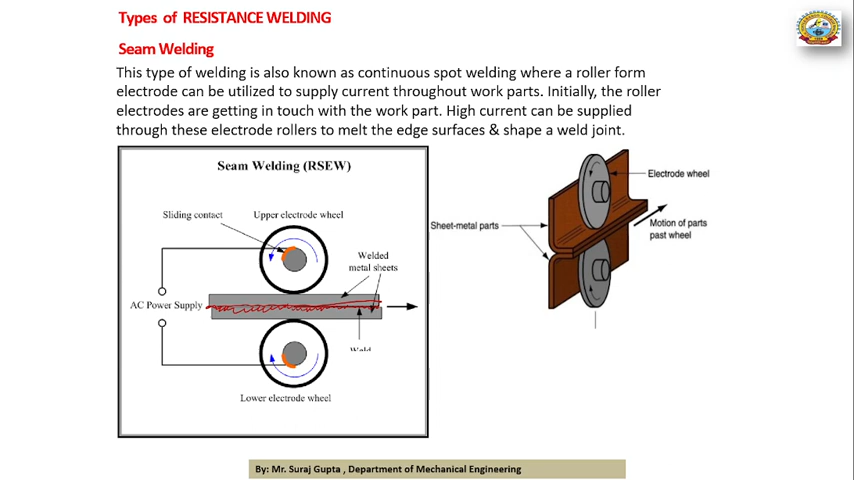 Types of RESISTANCE WELDING
Seam Welding
This type of welding is also known as continuous spot welding where a roller form
electrode can be utilized to supply current throughout work parts. Initially, the roller
electrodes are getting in touch with the work part. High current can be supplied
through these electrode rollers to melt the edge surfaces & shape a weld joint.
Seam Welding (RSEW)
Sliding contact
Upper electrode wheel
Welded
metal sheets
AC Power Supply
Weld
Lower electrode wheel
Electrode wheel
Sheet-metal parts
Motion of parts
past wheel
By: Mr. Suraj Gupta , Department of Mechanical Engineering